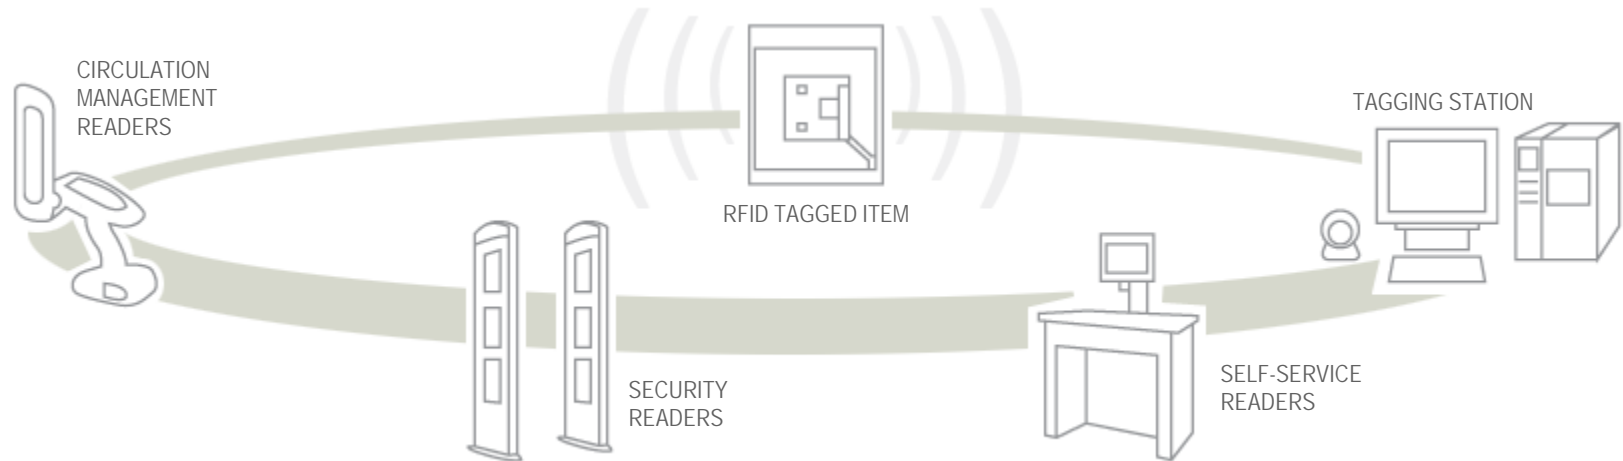 CIRCULATION
MANAGEMENT
READERS
RFID TAGGED ITEM
TAGGING STATION
SECURITY
READERS
SELF-SERVICE
READERS